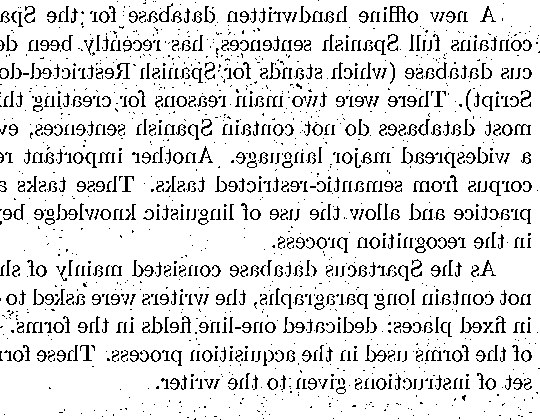 A new offline handwritten database for the Spa
contains full Spanish sentences, has recently been de
cus database (which stands for Spanish Restricted-do
Script). There were two main reasons for creating thi
most databases do not contain Spanish sentences, ev
a widespread major language. Another important re
corpus from semantic-restricted tasks. These tasks a
practice and allow the use of linguistic knowledge bey
in the recognition process.
As the Spartacus database consisted mainly of sh
not contain long paragraphs, the writers were asked to
in fixed places: dedicated one-line fields in the forms.
of the forms used in the acquisition process. These for
set of instructions given to the writer.